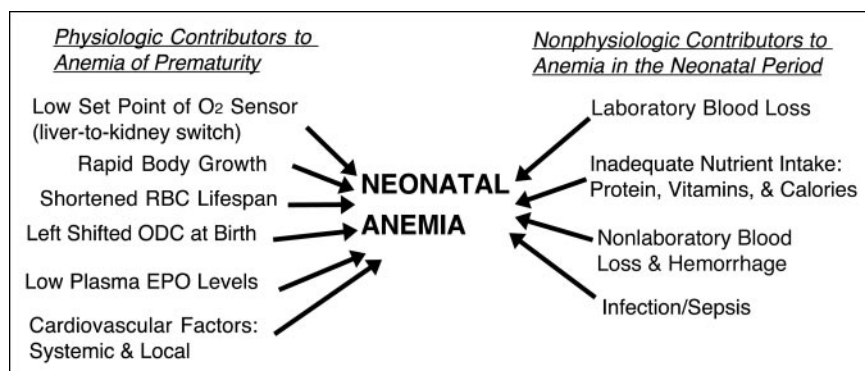 Physiologic Contributors to
Anemia of Prematurity
Low Set Point of O2 Sensor
(liver-to-kidney switch)
Rapid Body Growth
Shortened RBC Lifespan
Left Shifted ODC at Birth
Low Plasma EPO Levels
Cardiovascular Factors:
Systemic & Local
NEONATAL
ANEMIA
Nonphysiologic Contributors to
Anemia in the Neonatal Period
Laboratory Blood Loss
Inadequate Nutrient Intake:
Protein, Vitamins, & Calories
Nonlaboratory Blood
Loss & Hemorrhage
Infection/Sepsis